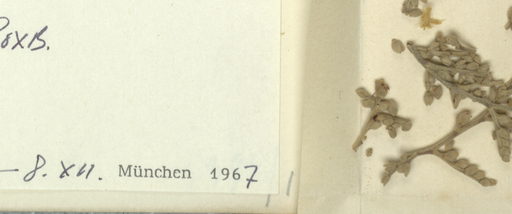 Roxb.
– 8. XII. München 1967